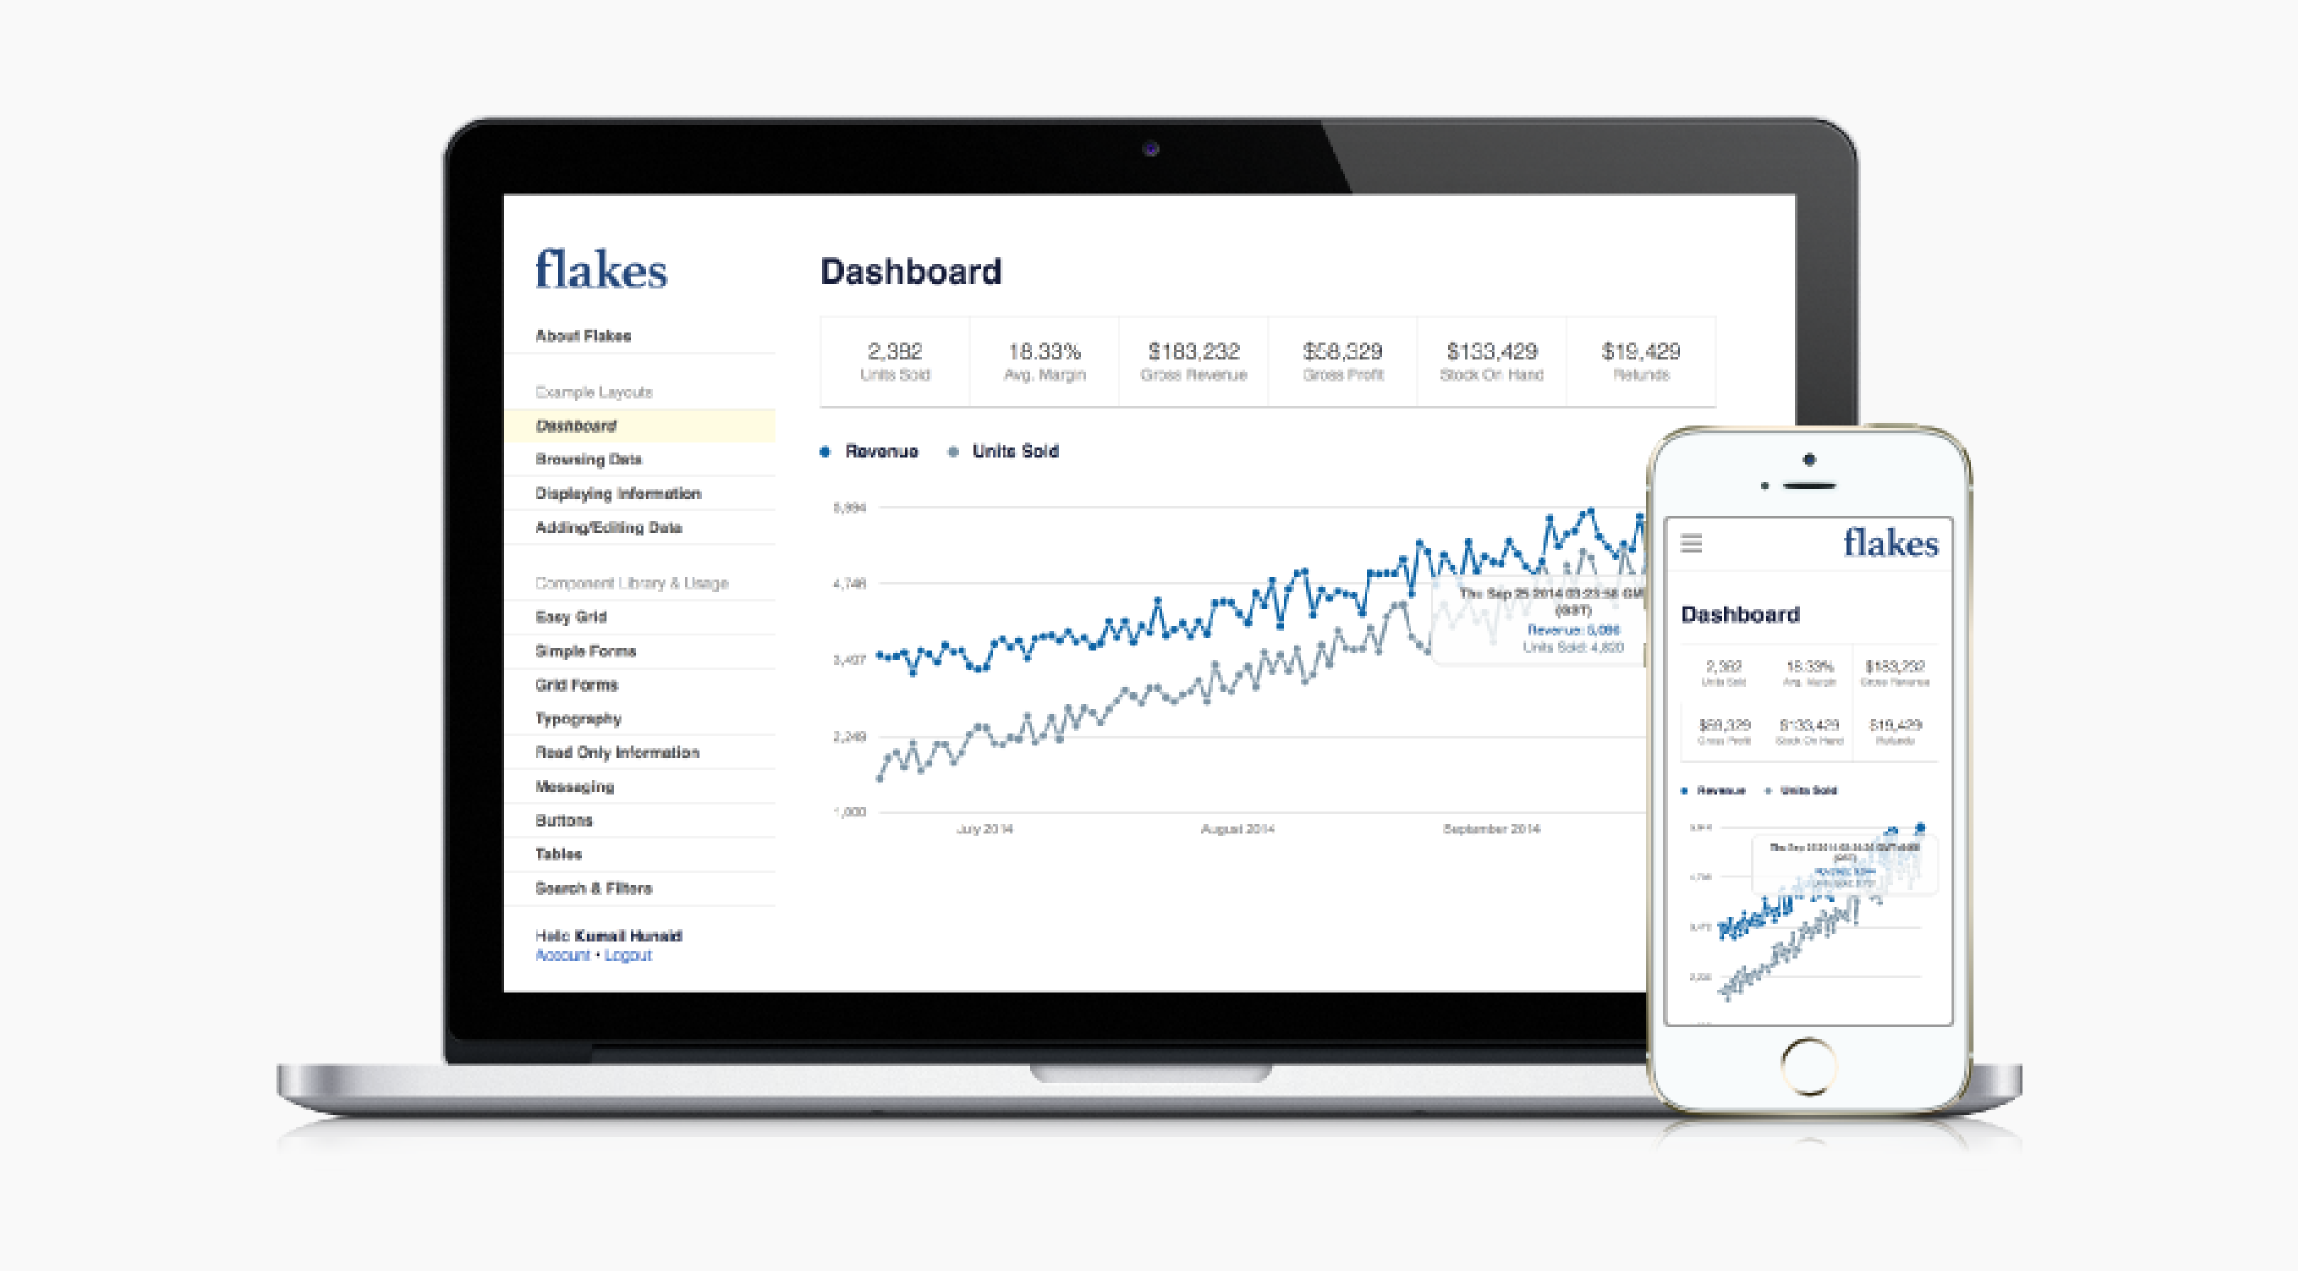 flakes
About Flakes
Example Layouts
Dashboard
Browsing Data
Displaying Information
Adding/Editing Data
Component Library & Usage
Easy Grid
Simple Forms
Grid Forms
Typography
Read Only Information
Messaging
Buttons
Tables
Search & Filters
Hello Kumail Hunaid
Account • Logout
Dashboard
2,392 18.33% $183,232 $58,329 $133,429 $19,429
Units Sold Avg. Margin Gross Revenue Gross Profit Stock On Hand Refunds
Revenue Units Sold
5,994
4,746
3,497
2,249
1,000
July 2014 August 2014 September 2014
Thu Sep 25 2014 03:23:58 GM
(GST)
Revenue: 5,096
Units Sold: 4,820
flakes
Dashboard
2,392 18.33% $183,232
Units Sold Avg. Margin Gross Revenue
$58,329 $133,429 $19,429
Gross Profit Stock On Hand Refunds
Revenue Units Sold